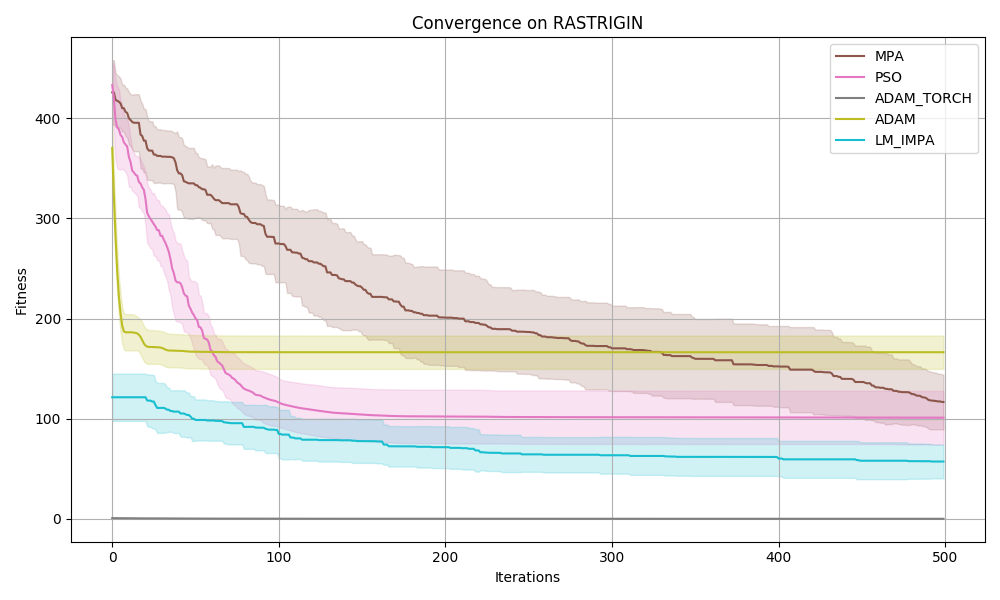 Convergence on RASTRIGIN
MPA
PSO
ADAM_TORCH
ADAM
LM_IMPA
Fitness
400
300
200
100
0
0 100 200 300 400 500
Iterations